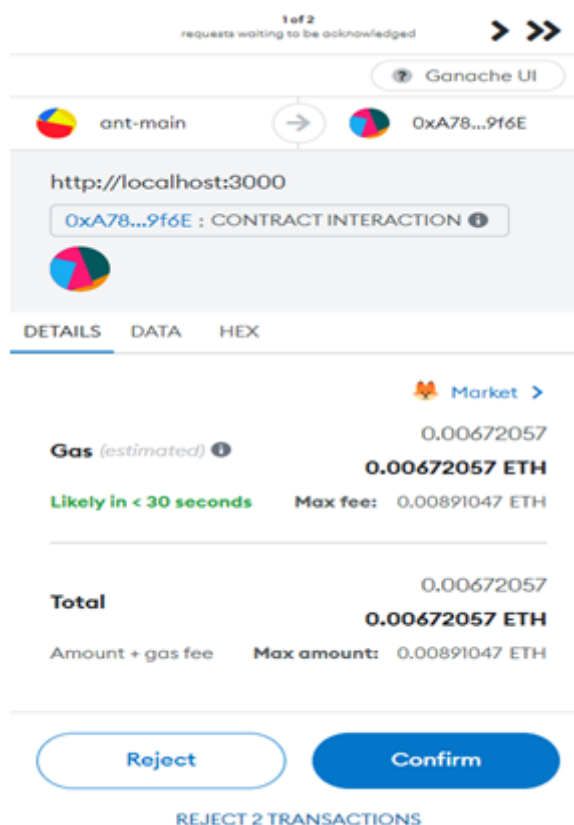 1 of 2
requests waiting to be acknowledged
Ganache UI
ant-main
0xA78...9f6E
http://localhost:3000
0xA78...9f6E : CONTRACT INTERACTION
DETAILS DATA HEX
Market >
0.00672057
Gas (estimated)
0.00672057 ETH
Likely in < 30 seconds Max fee: 0.00891047 ETH
0.00672057
Total
0.00672057 ETH
Amount + gas fee Max amount: 0.00891047 ETH
Reject Confirm
REJECT 2 TRANSACTIONS